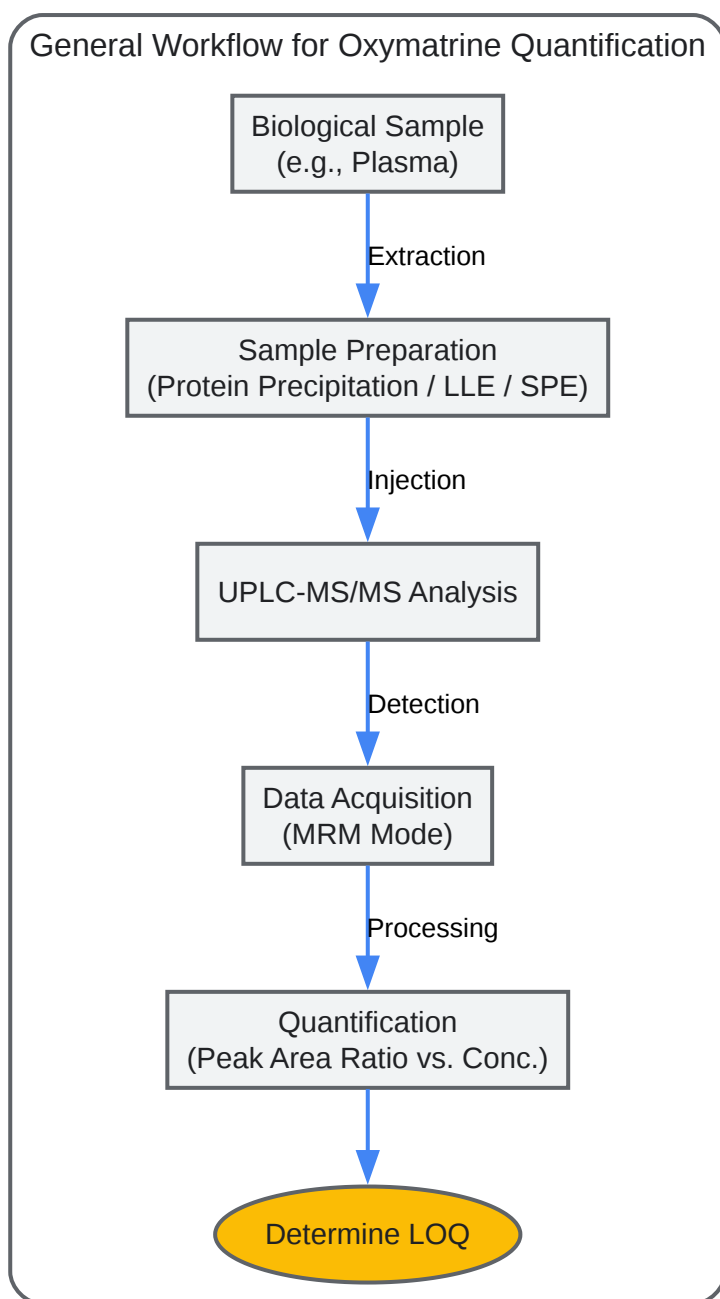 General Workflow for Oxymatrine Quantification
Biological Sample
(e.g., Plasma)
Extraction
Sample Preparation
(Protein Precipitation / LLE / SPE)
Injection
UPLC-MS/MS Analysis
Detection
Data Acquisition
(MRM Mode)
Processing
Quantification
(Peak Area Ratio vs. Conc.)
Determine LOQ